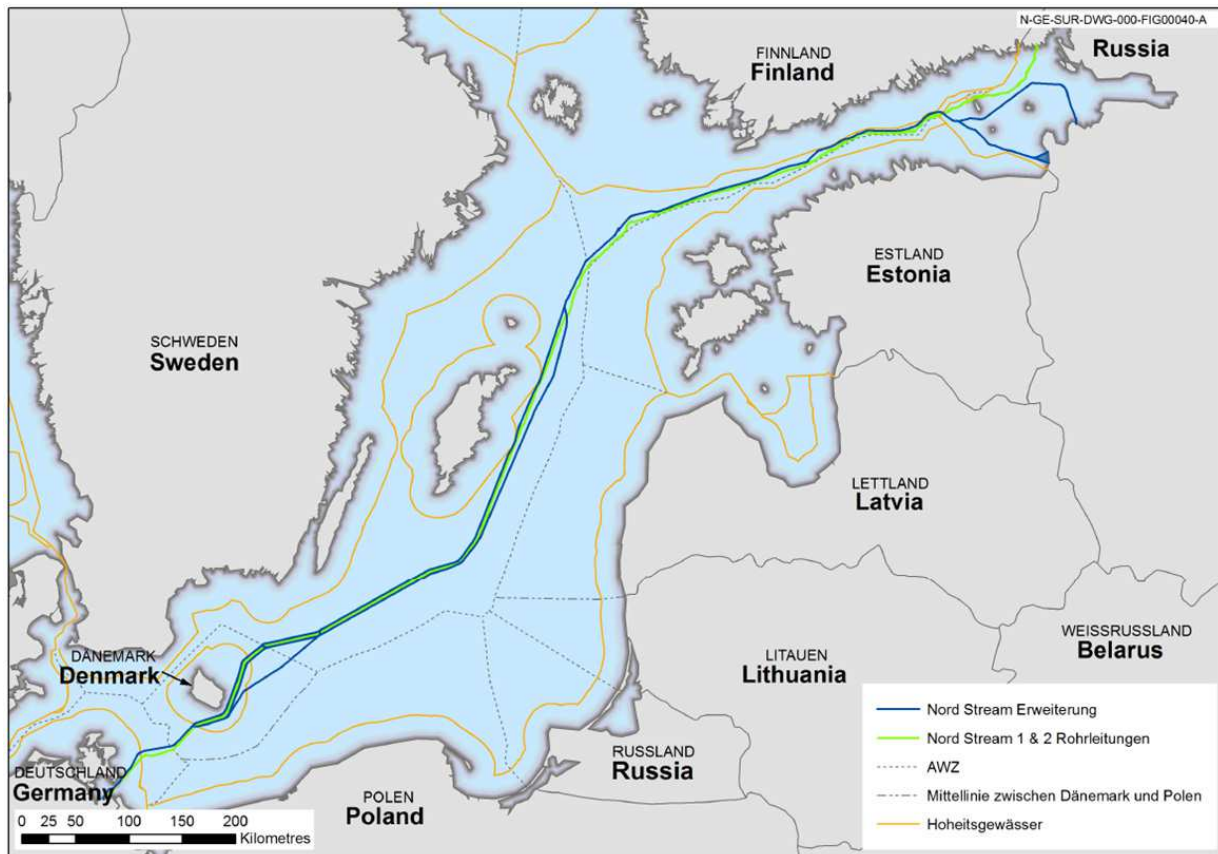 N-GE-SUR-DWG-000-FIG00040-A
Russia
FINNLAND
Finland
ESTLAND
Estonia
SCHWEDEN
Sweden
LETTLAND
Latvia
WEISSRUSSLAND
Belarus
DÄNEMARK
Denmark
LITAUEN
Lithuania
RUSSLAND
Russia
DEUTSCHLAND
Germany
POLEN
Poland
0 25 50 100 150 200
Kilometres
Nord Stream Erweiterung
Nord Stream 1 & 2 Rohrleitungen
AWZ
Mittellinie zwischen Dänemark und Polen
Hoheitsgewässer